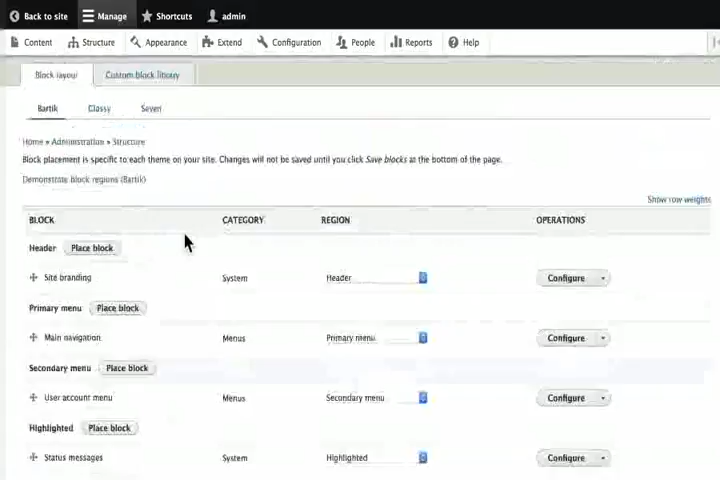 Back to site Manage Shortcuts admin
Content Structure Appearance Extend Configuration People Reports Help
Block layout Custom block library
Bartik Classy Seven
Home » Administration » Structure
Block placement is specific to each theme on your site. Changes will not be saved until you click Save blocks at the bottom of the page.
Demonstrate block regions (Bartik)
Show row weights
BLOCK CATEGORY REGION OPERATIONS
Header Place block
Site branding System Header Configure
Primary menu Place block
Main navigation Menus Primary menu Configure
Secondary menu Place block
User account menu Menus Secondary menu Configure
Highlighted Place block
Status messages System Highlighted Configure